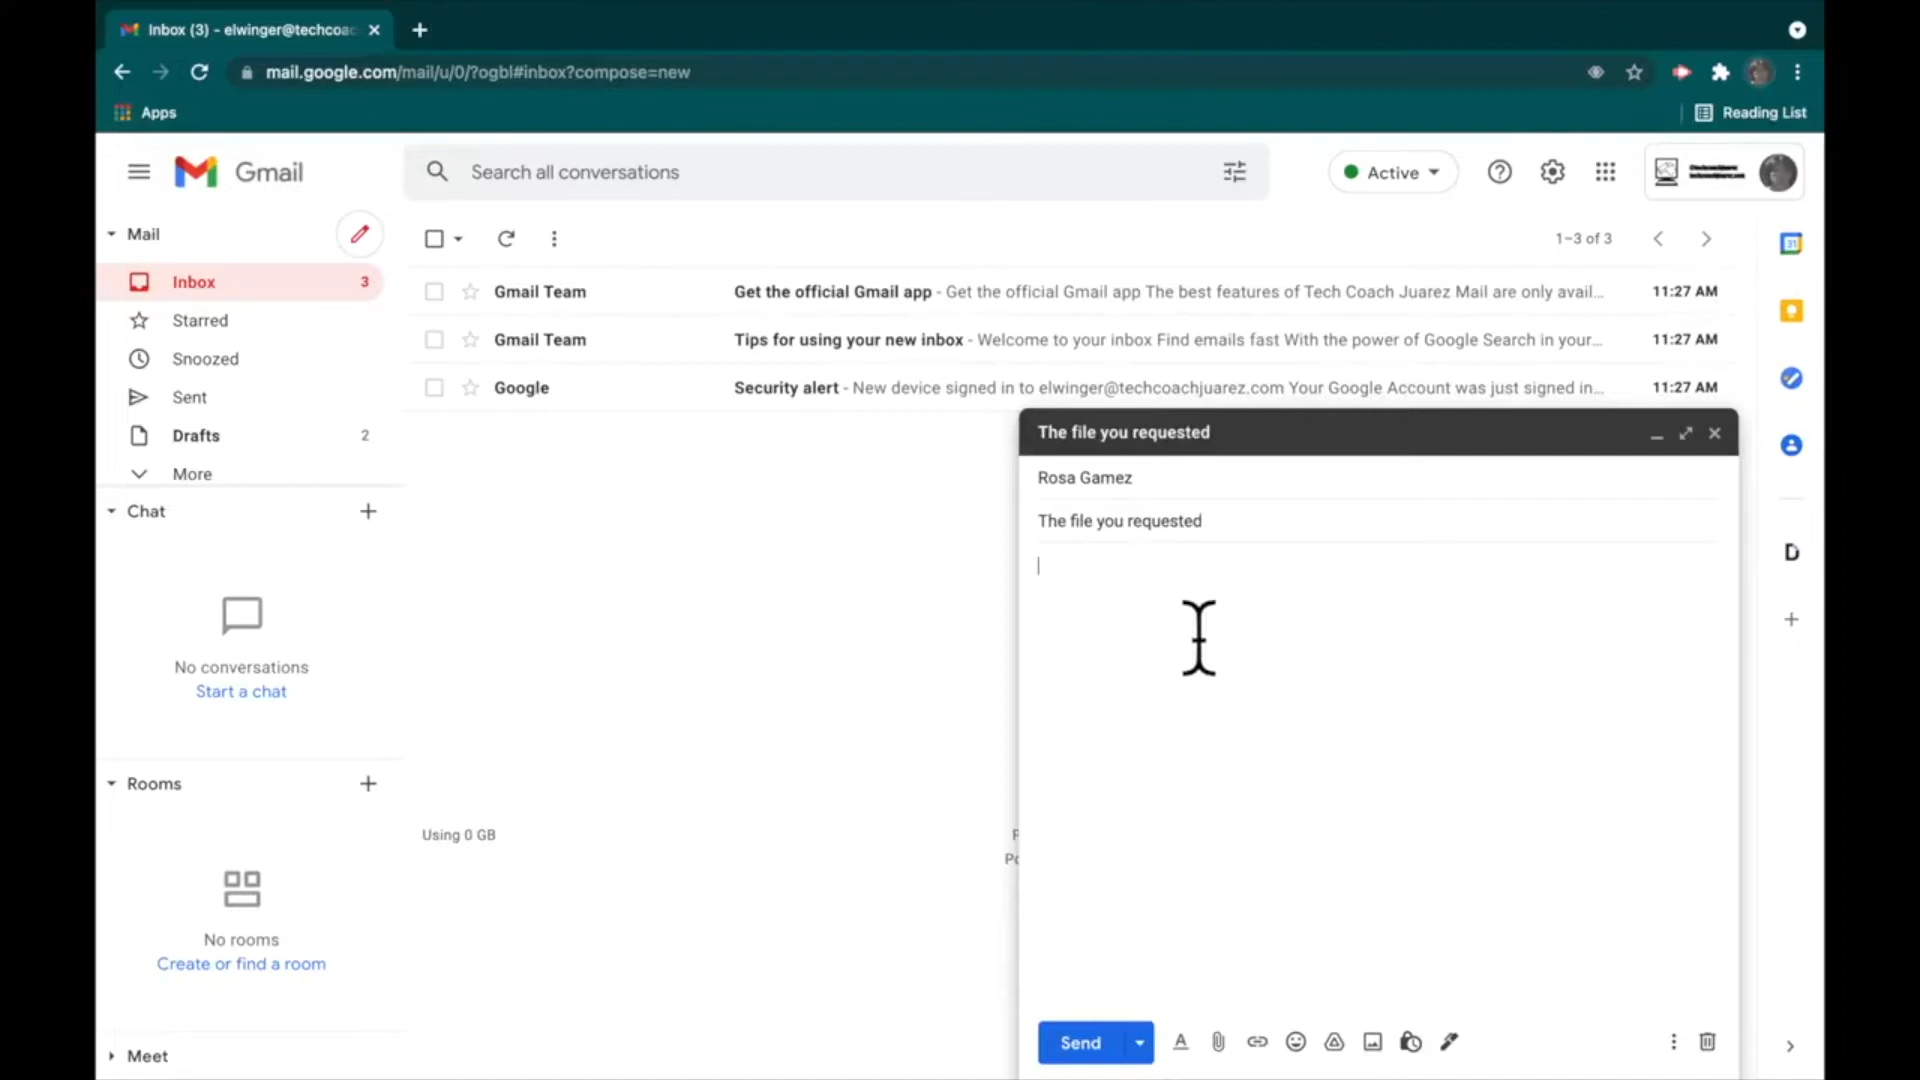 Inbox (3) - elwinger@techcoac
mail.google.com/mail/u/0/?ogbl#inbox?compose=new
Apps
Reading List
Gmail
Search all conversations
Active
Mail
1–3 of 3
Inbox 3
Gmail Team Get the official Gmail app - Get the official Gmail app The best features of Tech Coach Juarez Mail are only avail... 11:27 AM
Starred
Gmail Team Tips for using your new inbox - Welcome to your inbox Find emails fast With the power of Google Search in your... 11:27 AM
Snoozed
Google Security alert - New device signed in to elwinger@techcoachjuarez.com Your Google Account was just signed in... 11:27 AM
Sent
Drafts 2
More
The file you requested
Rosa Gamez
The file you requested
Chat
No conversations
Start a chat
Rooms
Using 0 GB
P
Po
No rooms
Create or find a room
Meet
Send
31
D